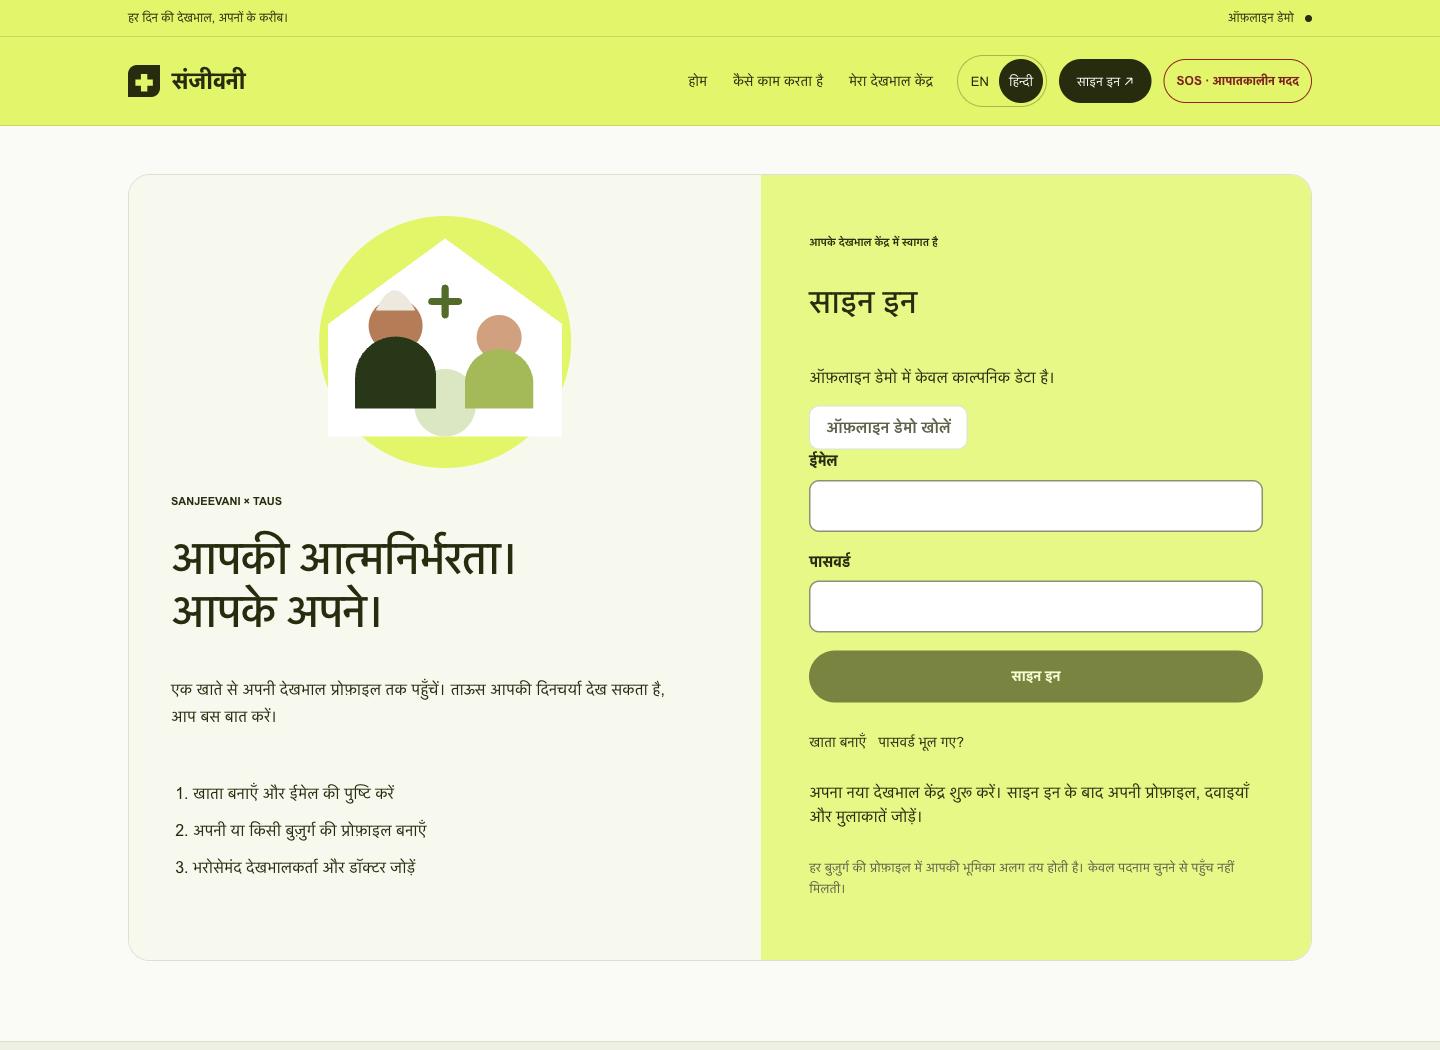 हर दिन की देखभाल, अपनों के करीब।
ऑफ़लाइन डेमो
संजीवनी
होम
कैसे काम करता है
मेरा देखभाल केंद्र
EN
हिन्दी
साइन इन ↗
SOS · आपातकालीन मदद
SANJEEVANI × TAUS
आपकी आत्मनिर्भरता।
आपके अपने।
एक खाते से अपनी देखभाल प्रोफ़ाइल तक पहुँचें। ताऊस आपकी दिनचर्या देख सकता है,
आप बस बात करें।
1. खाता बनाएँ और ईमेल की पुष्टि करें
2. अपनी या किसी बुज़ुर्ग की प्रोफ़ाइल बनाएँ
3. भरोसेमंद देखभालकर्ता और डॉक्टर जोड़ें
आपके देखभाल केंद्र में स्वागत है
साइन इन
ऑफ़लाइन डेमो में केवल काल्पनिक डेटा है।
ऑफ़लाइन डेमो खोलें
ईमेल
पासवर्ड
साइन इन
खाता बनाएँ पासवर्ड भूल गए?
अपना नया देखभाल केंद्र शुरू करें। साइन इन के बाद अपनी प्रोफ़ाइल, दवाइयाँ
और मुलाकातें जोड़ें।
हर बुज़ुर्ग की प्रोफ़ाइल में आपकी भूमिका अलग तय होती है। केवल पदनाम चुनने से पहुँच नहीं
मिलती।